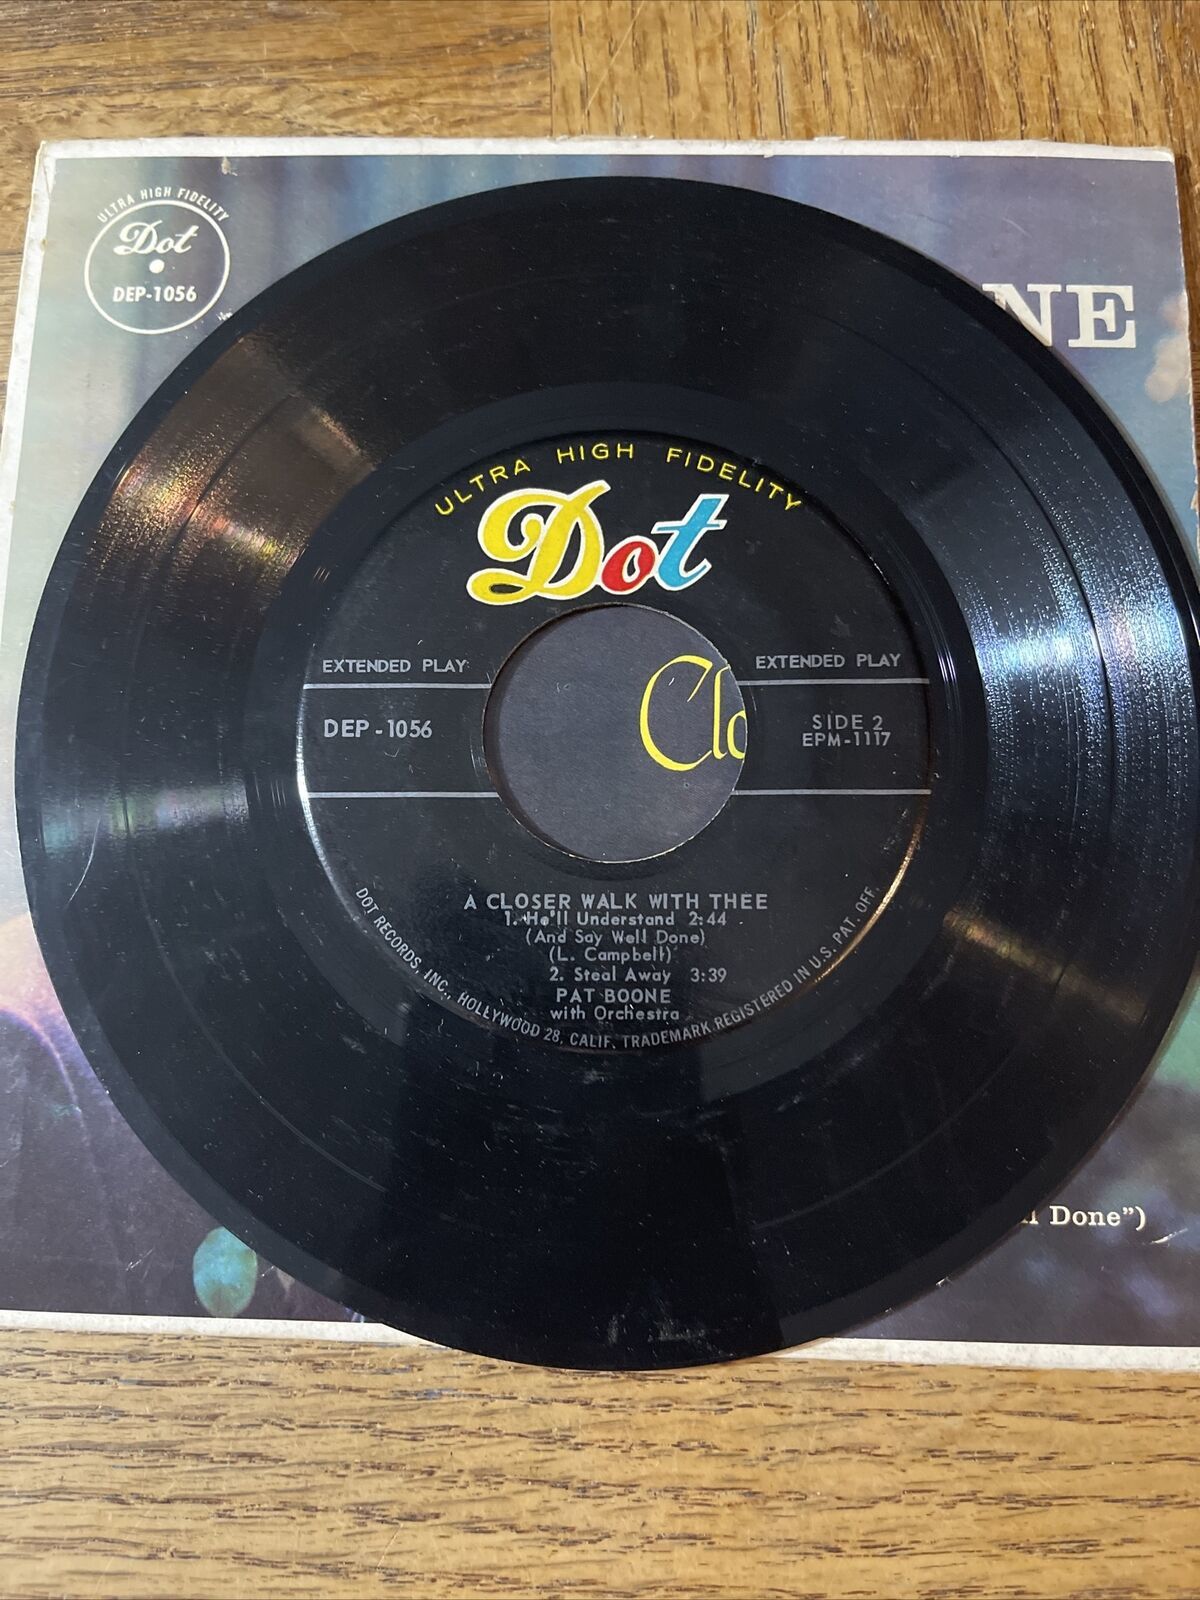 ULTRA HIGH FIDELITY
Dot
DEP-1056
NE
ULTRA HIGH FIDELITY
Dot
EXTENDED PLAY
EXTENDED PLAY
DEP-1056
SIDE 2
EPM-1117
Clo
A CLOSER WALK WITH THEE
1. He'll Understand 2:44
(And Say Well Done)
(L. Campbell)
2. Steal Away 3:39
PAT BOONE
with Orchestra
DOT RECORDS, INC., HOLLYWOOD 28, CALIF. TRADEMARK REGISTERED IN U.S. PAT. OFF.
ll Done”)